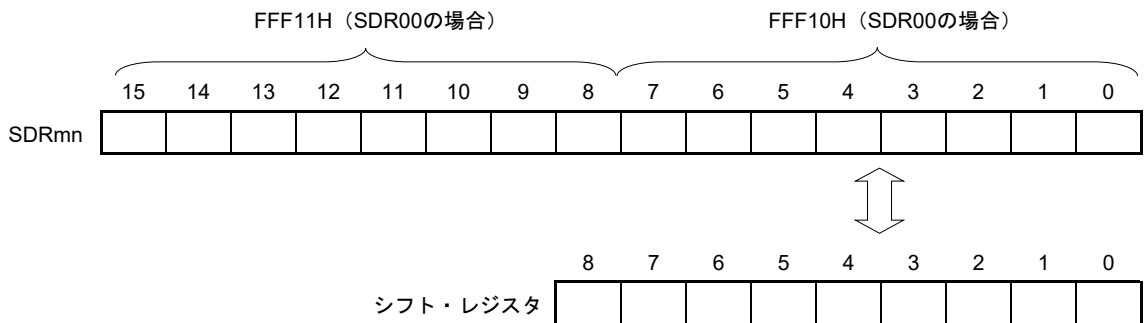 FFF11H（SDR00の場合） FFF10H（SDR00の場合）
15 14 13 12 11 10 9 8 7 6 5 4 3 2 1 0
SDRmn
8 7 6 5 4 3 2 1 0
シフト・レジスタ